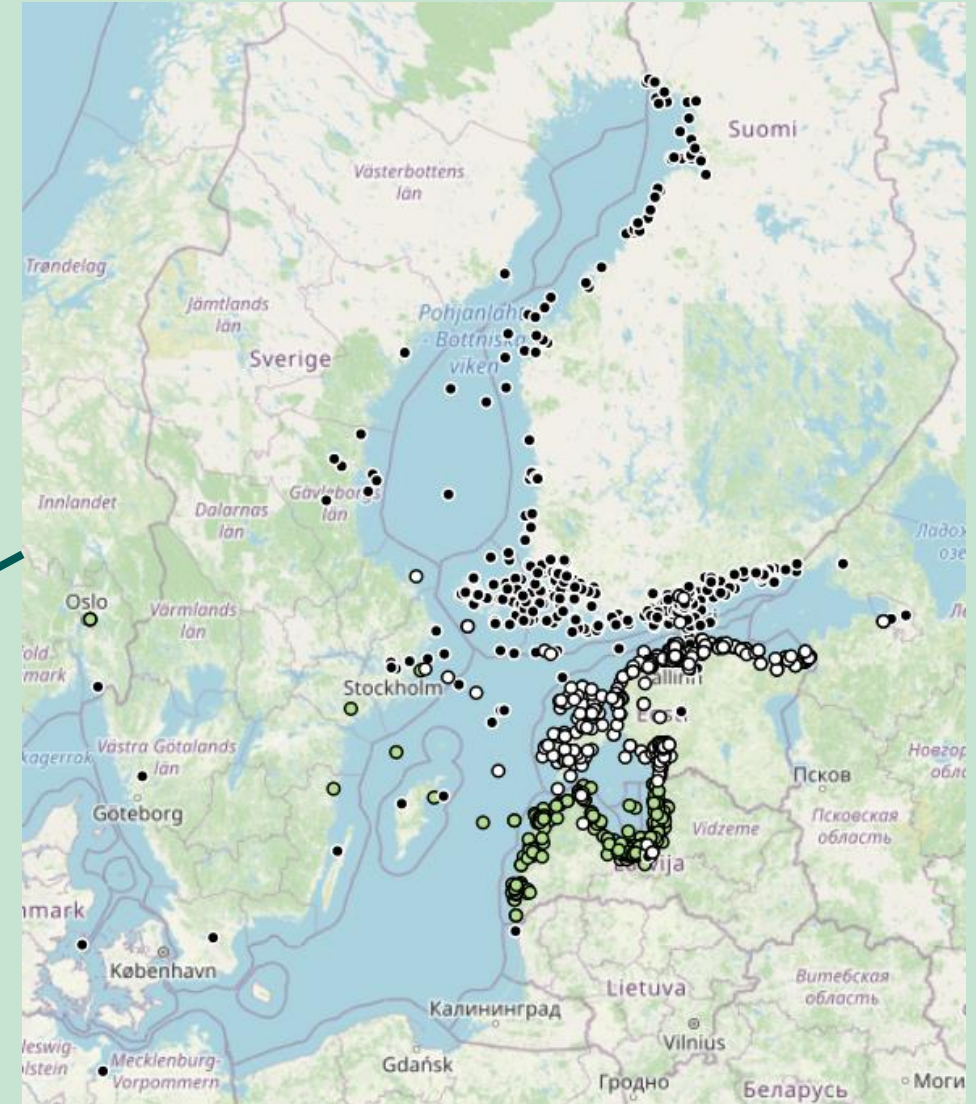 Suomi
Västerbottens
län
Trøndelag
Jämtlands
län
Pohjanlahti
- Bottniska
viken
Sverige
Innlandet
Dalarnas
län
Gävleborgs
län
Oslo
Värmlands
län
Stockholm
Västra Götalands
län
Göteborg
Псков
Псковская
область
Vidzeme
København
Lietuva
Витебская
область
Калининград
Vilnius
Gdańsk
Mecklenburg-
Vorpommern
Гродно
Беларусь